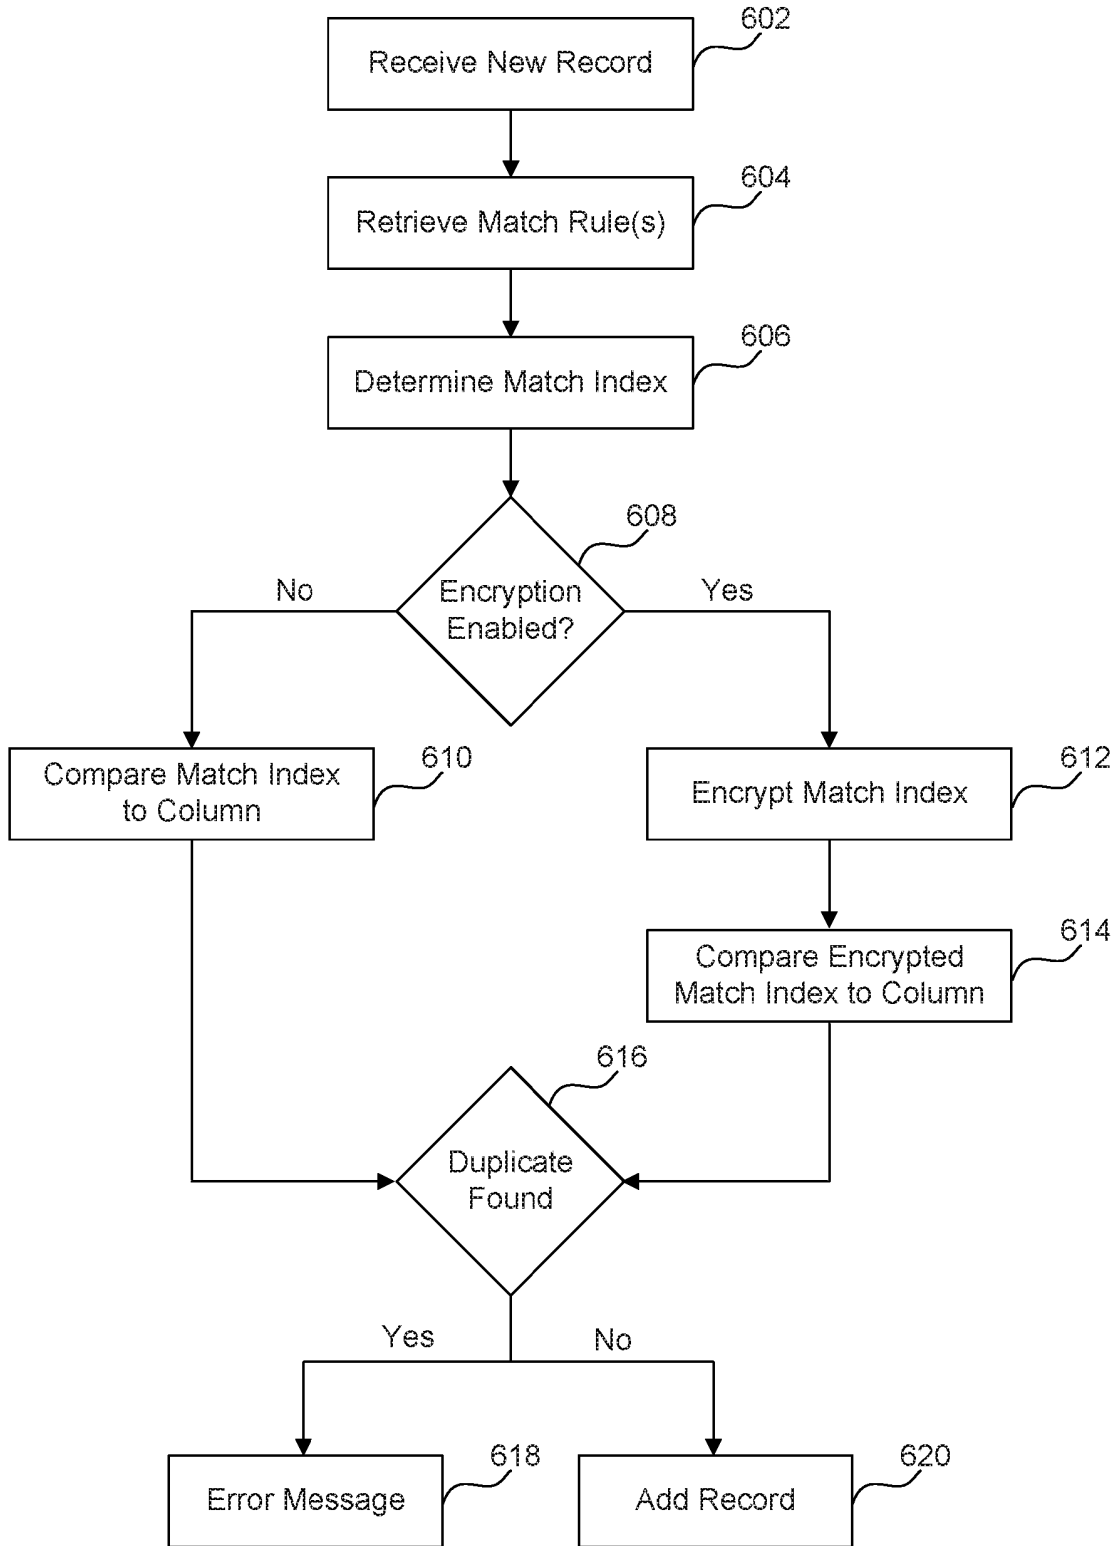 602
Receive New Record
604
Retrieve Match Rule(s)
606
Determine Match Index
608
Encryption
Enabled?
No
Yes
610
Compare Match Index
to Column
612
Encrypt Match Index
614
Compare Encrypted
Match Index to Column
616
Duplicate
Found
Yes
No
618
Error Message
620
Add Record